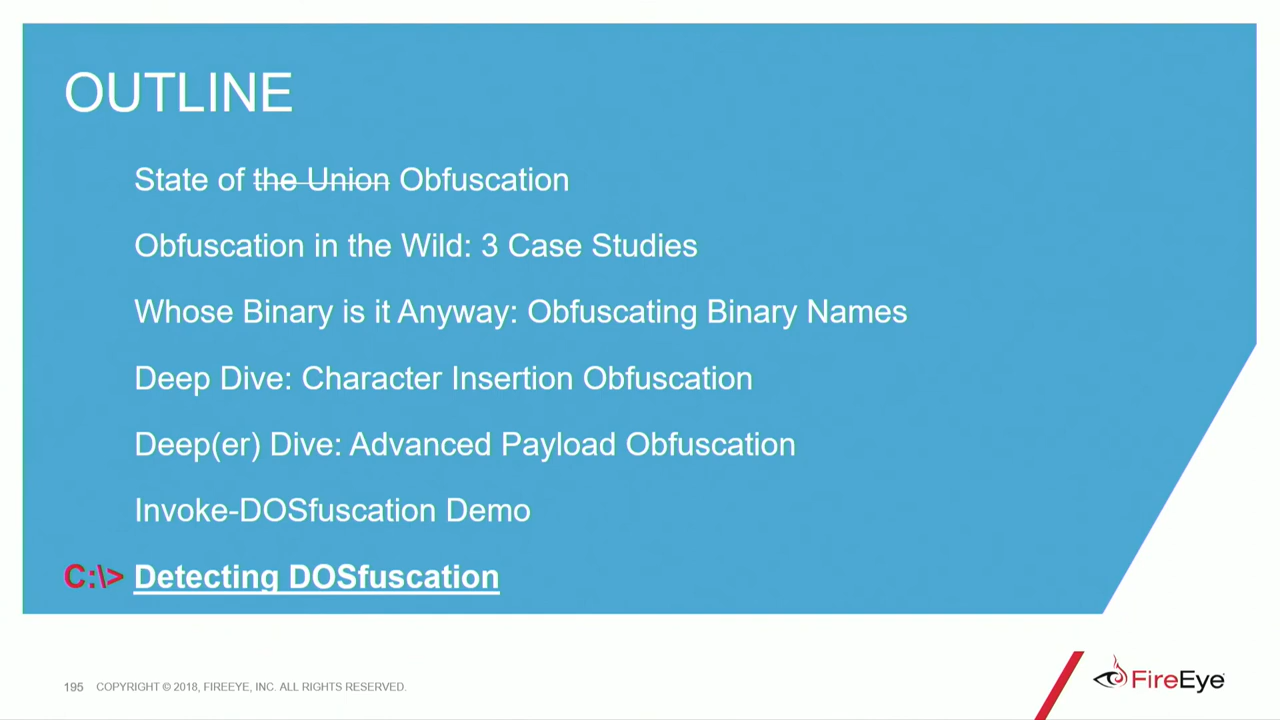 OUTLINE
State of the Union Obfuscation
Obfuscation in the Wild: 3 Case Studies
Whose Binary is it Anyway: Obfuscating Binary Names
Deep Dive: Character Insertion Obfuscation
Deep(er) Dive: Advanced Payload Obfuscation
Invoke-DOSfuscation Demo
C:\> Detecting DOSfuscation
195 COPYRIGHT © 2018, FIREEYE, INC. ALL RIGHTS RESERVED.
FireEye